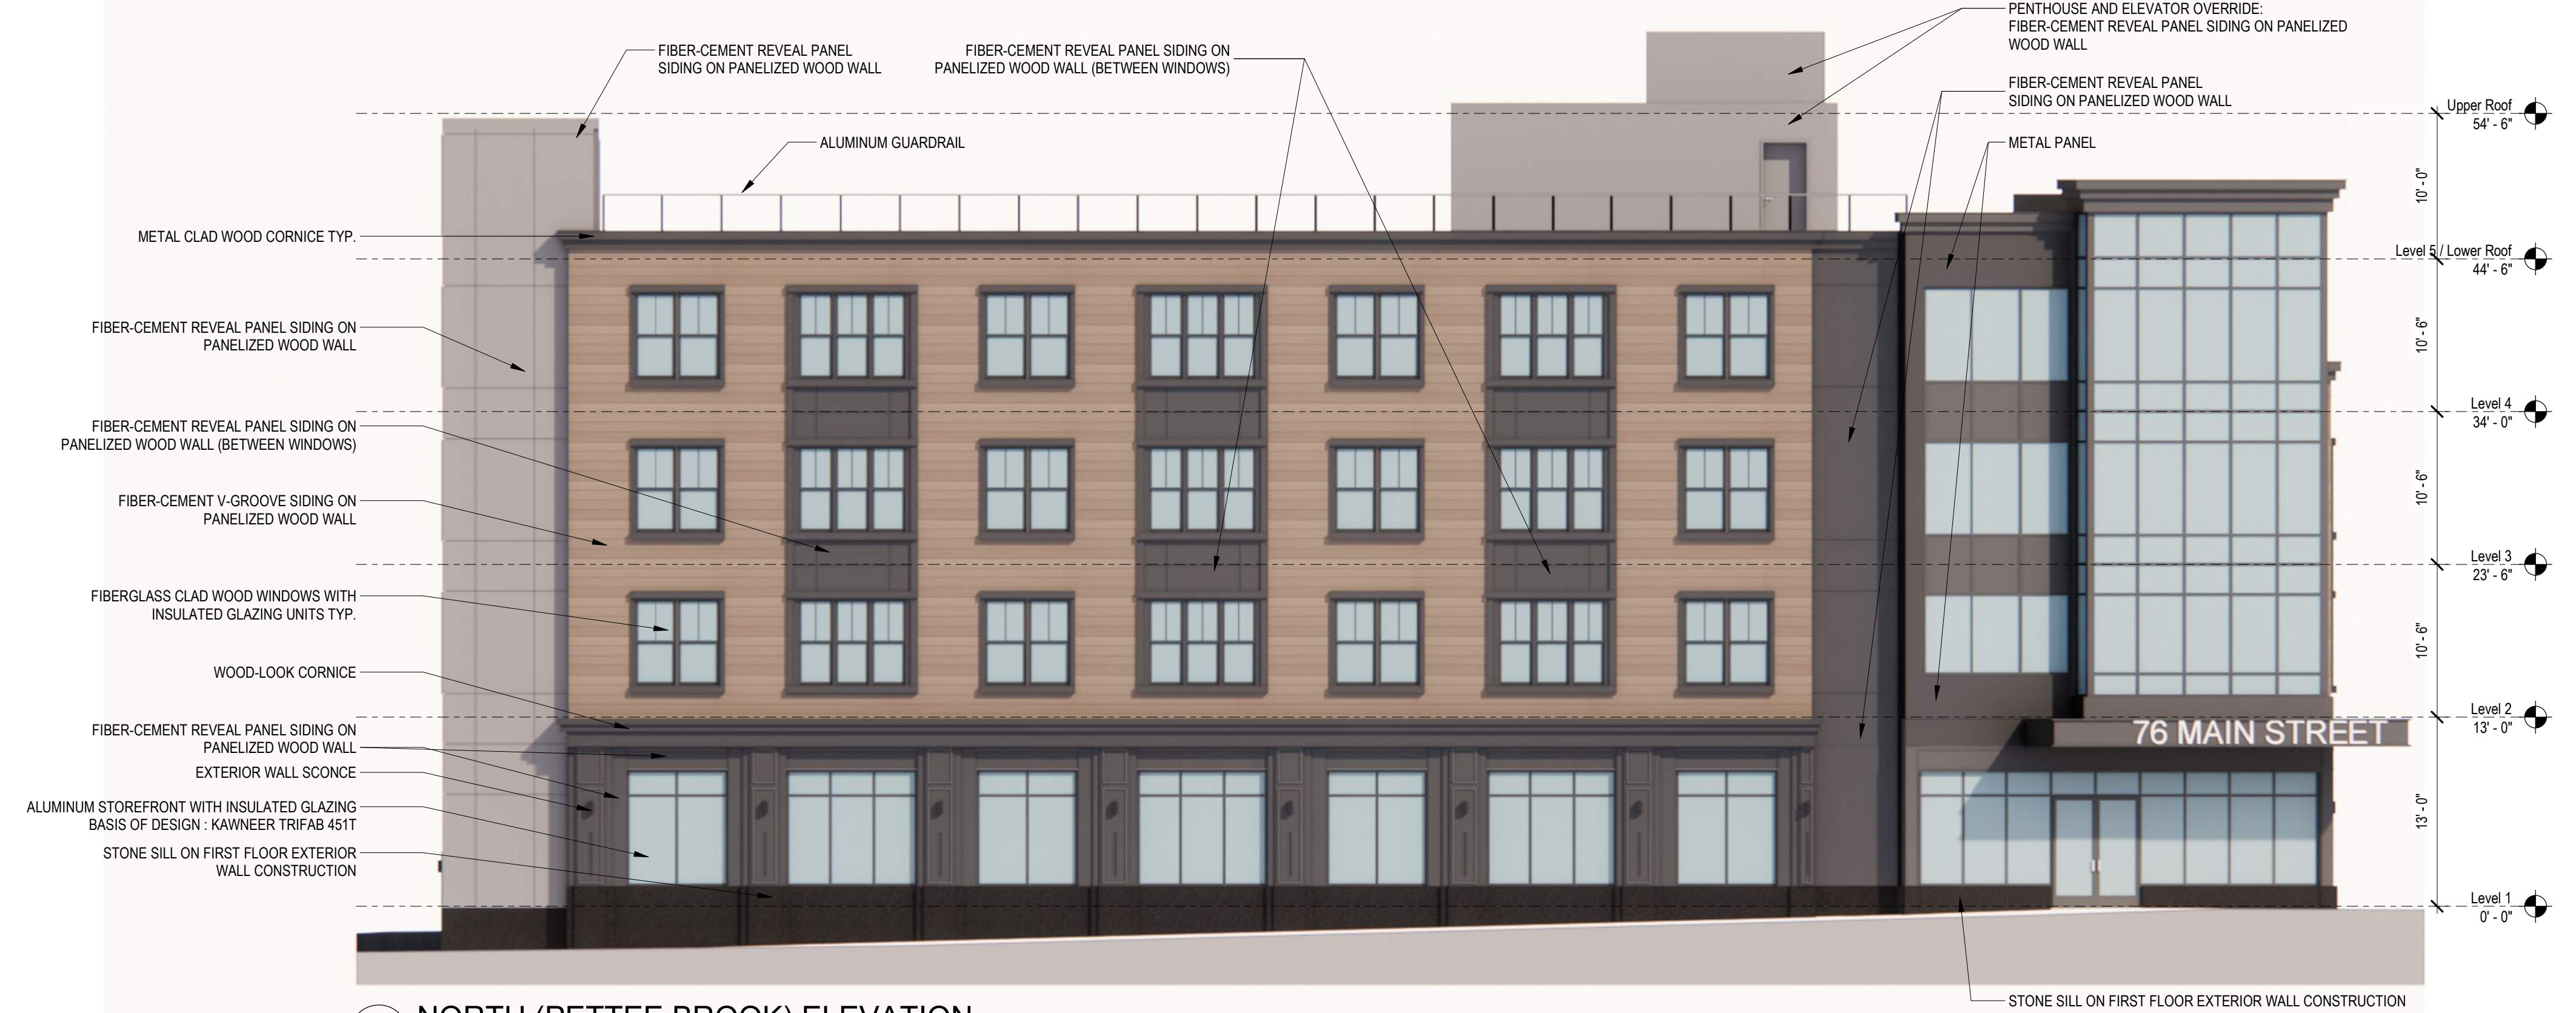 PENTHOUSE AND ELEVATOR OVERRIDE:
FIBER-CEMENT REVEAL PANEL SIDING ON PANELIZED
WOOD WALL
FIBER-CEMENT REVEAL PANEL
SIDING ON PANELIZED WOOD WALL
FIBER-CEMENT REVEAL PANEL SIDING ON
PANELIZED WOOD WALL (BETWEEN WINDOWS)
FIBER-CEMENT REVEAL PANEL
SIDING ON PANELIZED WOOD WALL
METAL PANEL
ALUMINUM GUARDRAIL
METAL CLAD WOOD CORNICE TYP.
FIBER-CEMENT REVEAL PANEL SIDING ON
PANELIZED WOOD WALL
FIBER-CEMENT REVEAL PANEL SIDING ON
PANELIZED WOOD WALL (BETWEEN WINDOWS)
FIBER-CEMENT V-GROOVE SIDING ON
PANELIZED WOOD WALL
FIBERGLASS CLAD WOOD WINDOWS WITH
INSULATED GLAZING UNITS TYP.
WOOD-LOOK CORNICE
FIBER-CEMENT REVEAL PANEL SIDING ON
PANELIZED WOOD WALL
EXTERIOR WALL SCONCE
ALUMINUM STOREFRONT WITH INSULATED GLAZING
BASIS OF DESIGN : KAWNEER TRIFAB 451T
STONE SILL ON FIRST FLOOR EXTERIOR
WALL CONSTRUCTION
76 MAIN STREET
Upper Roof
54' - 6"
10' - 0"
Level 5 / Lower Roof
44' - 6"
10' - 6"
Level 4
34' - 0"
10' - 6"
Level 3
23' - 6"
10' - 6"
Level 2
13' - 0"
13' - 0"
Level 1
0' - 0"
STONE SILL ON FIRST FLOOR EXTERIOR WALL CONSTRUCTION
NORTH (PETTEE BROOK) ELEVATION